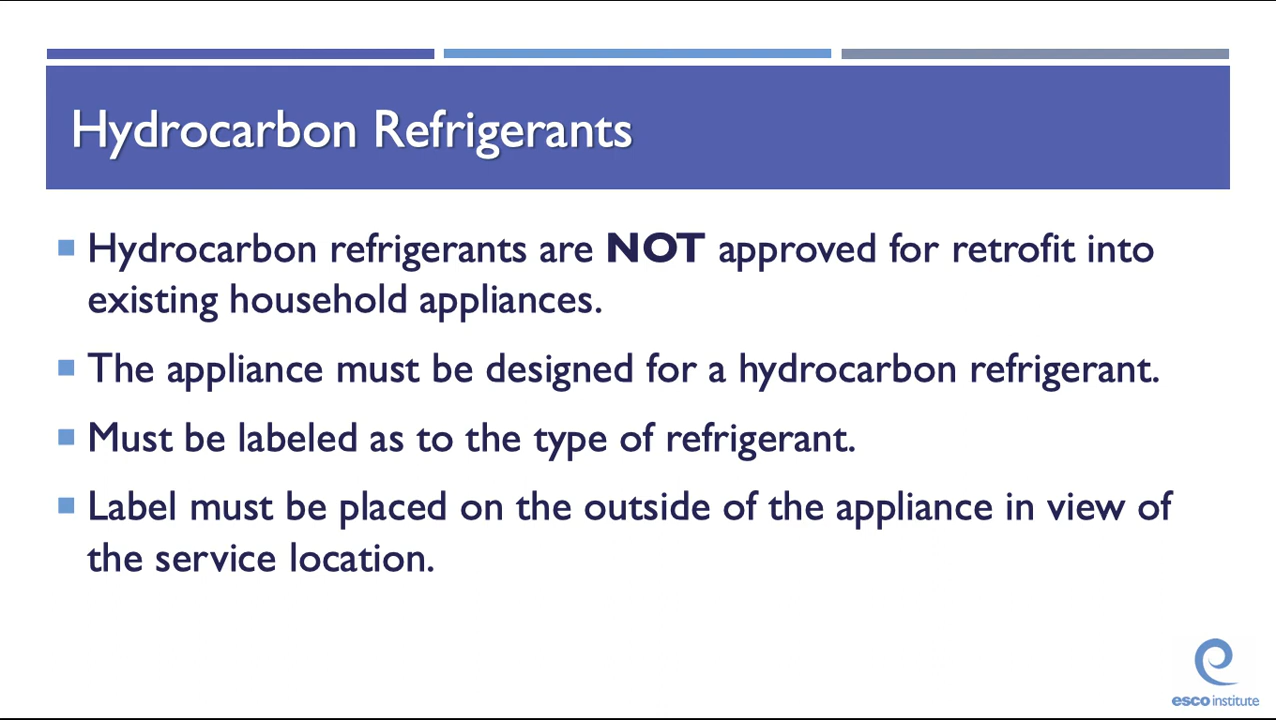 Hydrocarbon Refrigerants
Hydrocarbon refrigerants are NOT approved for retrofit into
existing household appliances.
The appliance must be designed for a hydrocarbon refrigerant.
Must be labeled as to the type of refrigerant.
Label must be placed on the outside of the appliance in view of
the service location.
esco institute